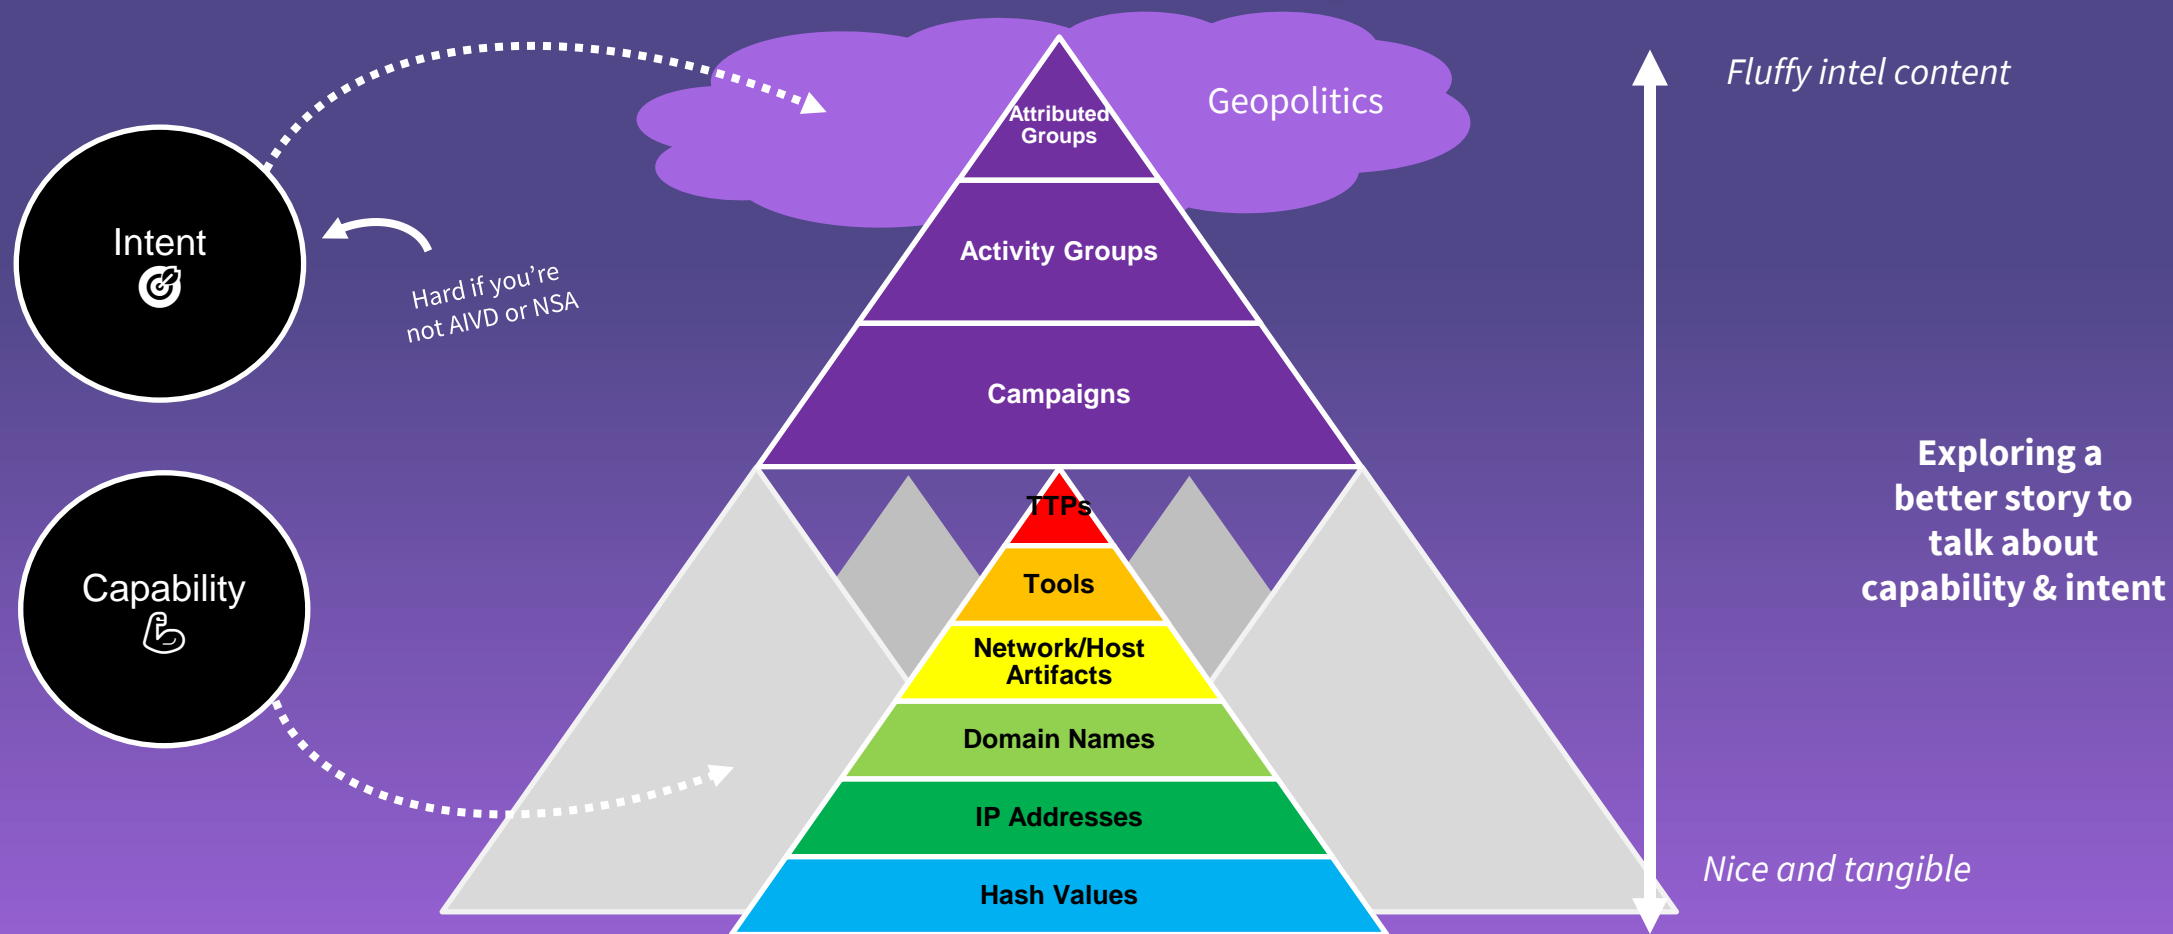 Fluffy intel content
Geopolitics
Attributed
Groups
Intent
Activity Groups
Hard if you're
not AIVD or NSA
Campaigns
Exploring a
better story to
talk about
capability & intent
TTPs
Capability
Tools
Network/Host
Artifacts
Domain Names
IP Addresses
Nice and tangible
Hash Values